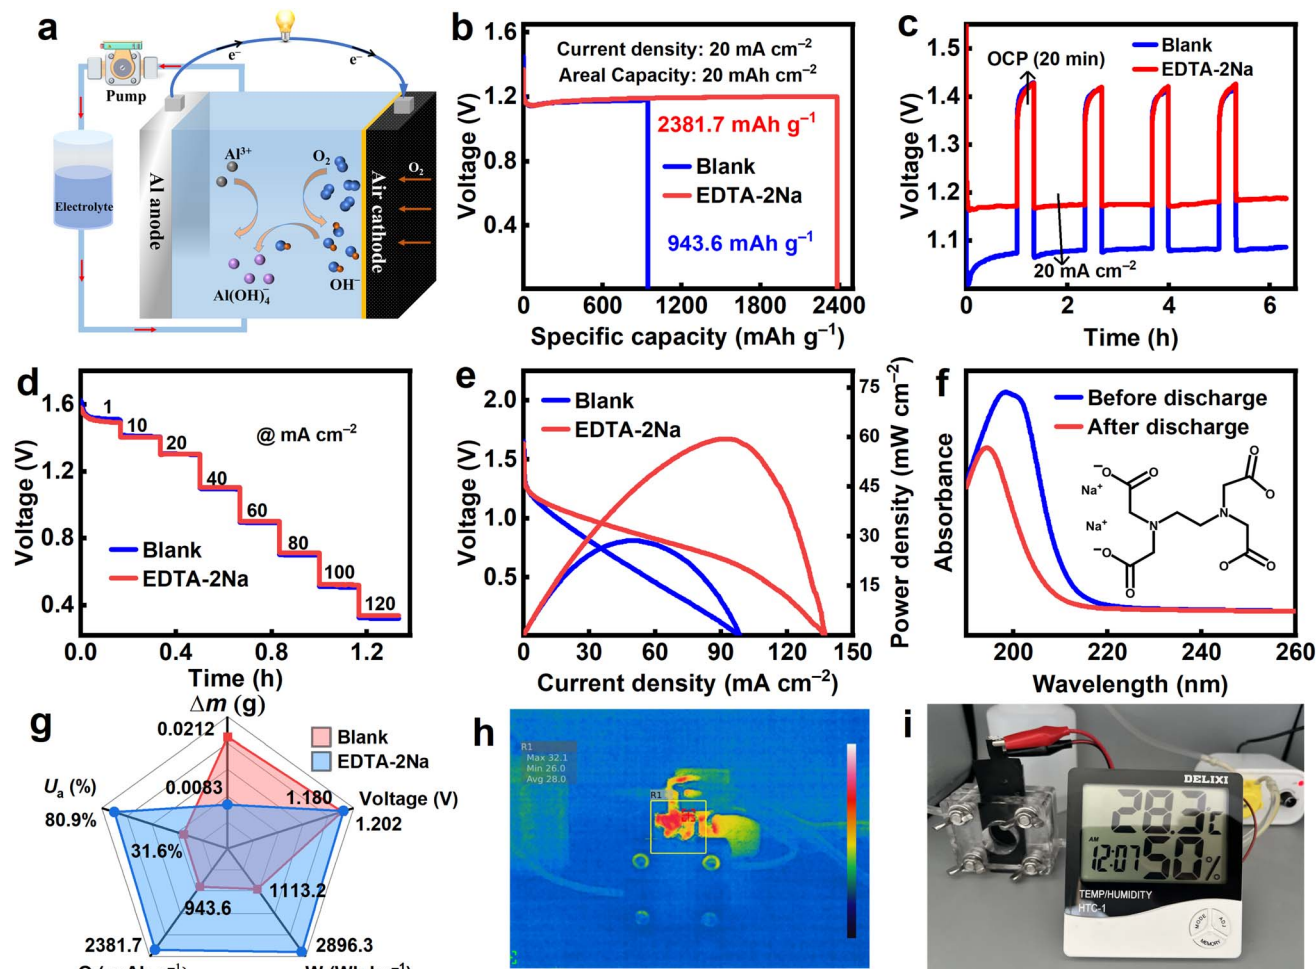 a
Pump
Electrolyte
e⁻
e⁻
Al anode
Al³⁺
O₂
Al(OH)₄⁻
OH⁻
Air cathode
O₂
b
Current density: 20 mA cm⁻²
Areal Capacity: 20 mAh cm⁻²
2381.7 mAh g⁻¹
Blank
EDTA-2Na
943.6 mAh g⁻¹
Voltage (V)
1.6
1.2
0.8
0.4
0 600 1200 1800 2400
Specific capacity (mAh g⁻¹)
c
OCP (20 min)
Blank
EDTA-2Na
20 mA cm⁻²
Voltage (V)
1.5
1.4
1.3
1.2
1.1
0 2 4 6
Time (h)
d
@ mA cm⁻²
1
10
20
40
60
80
100
120
Blank
EDTA-2Na
Voltage (V)
1.6
1.2
0.8
0.4
0.0 0.4 0.8 1.2
Time (h)
e
Blank
EDTA-2Na
Voltage (V)
2.0
1.5
1.0
0.5
Power density (mW cm⁻²)
75
60
45
30
15
0 30 60 90 120 150
Current density (mA cm⁻²)
f
Before discharge
After discharge
⁻O
O
O
O
Na⁺
Na⁺
N
N
⁻O
O
O
O
Absorbance
200 220 240 260
Wavelength (nm)
g
Δm (g)
0.0212
0.0083
Blank
EDTA-2Na
Uₐ (%)
80.9%
31.6%
1.180
Voltage (V)
1.202
943.6
1113.2
2381.7
2896.3
h
R1
Max 32.1
Min 26.0
Avg 28.0
R1
i
DELIXI
28.3℃
AM
12:07
50%
TEMP/HUMIDITY
HTC-1
MODE
ADJ
MEMORY